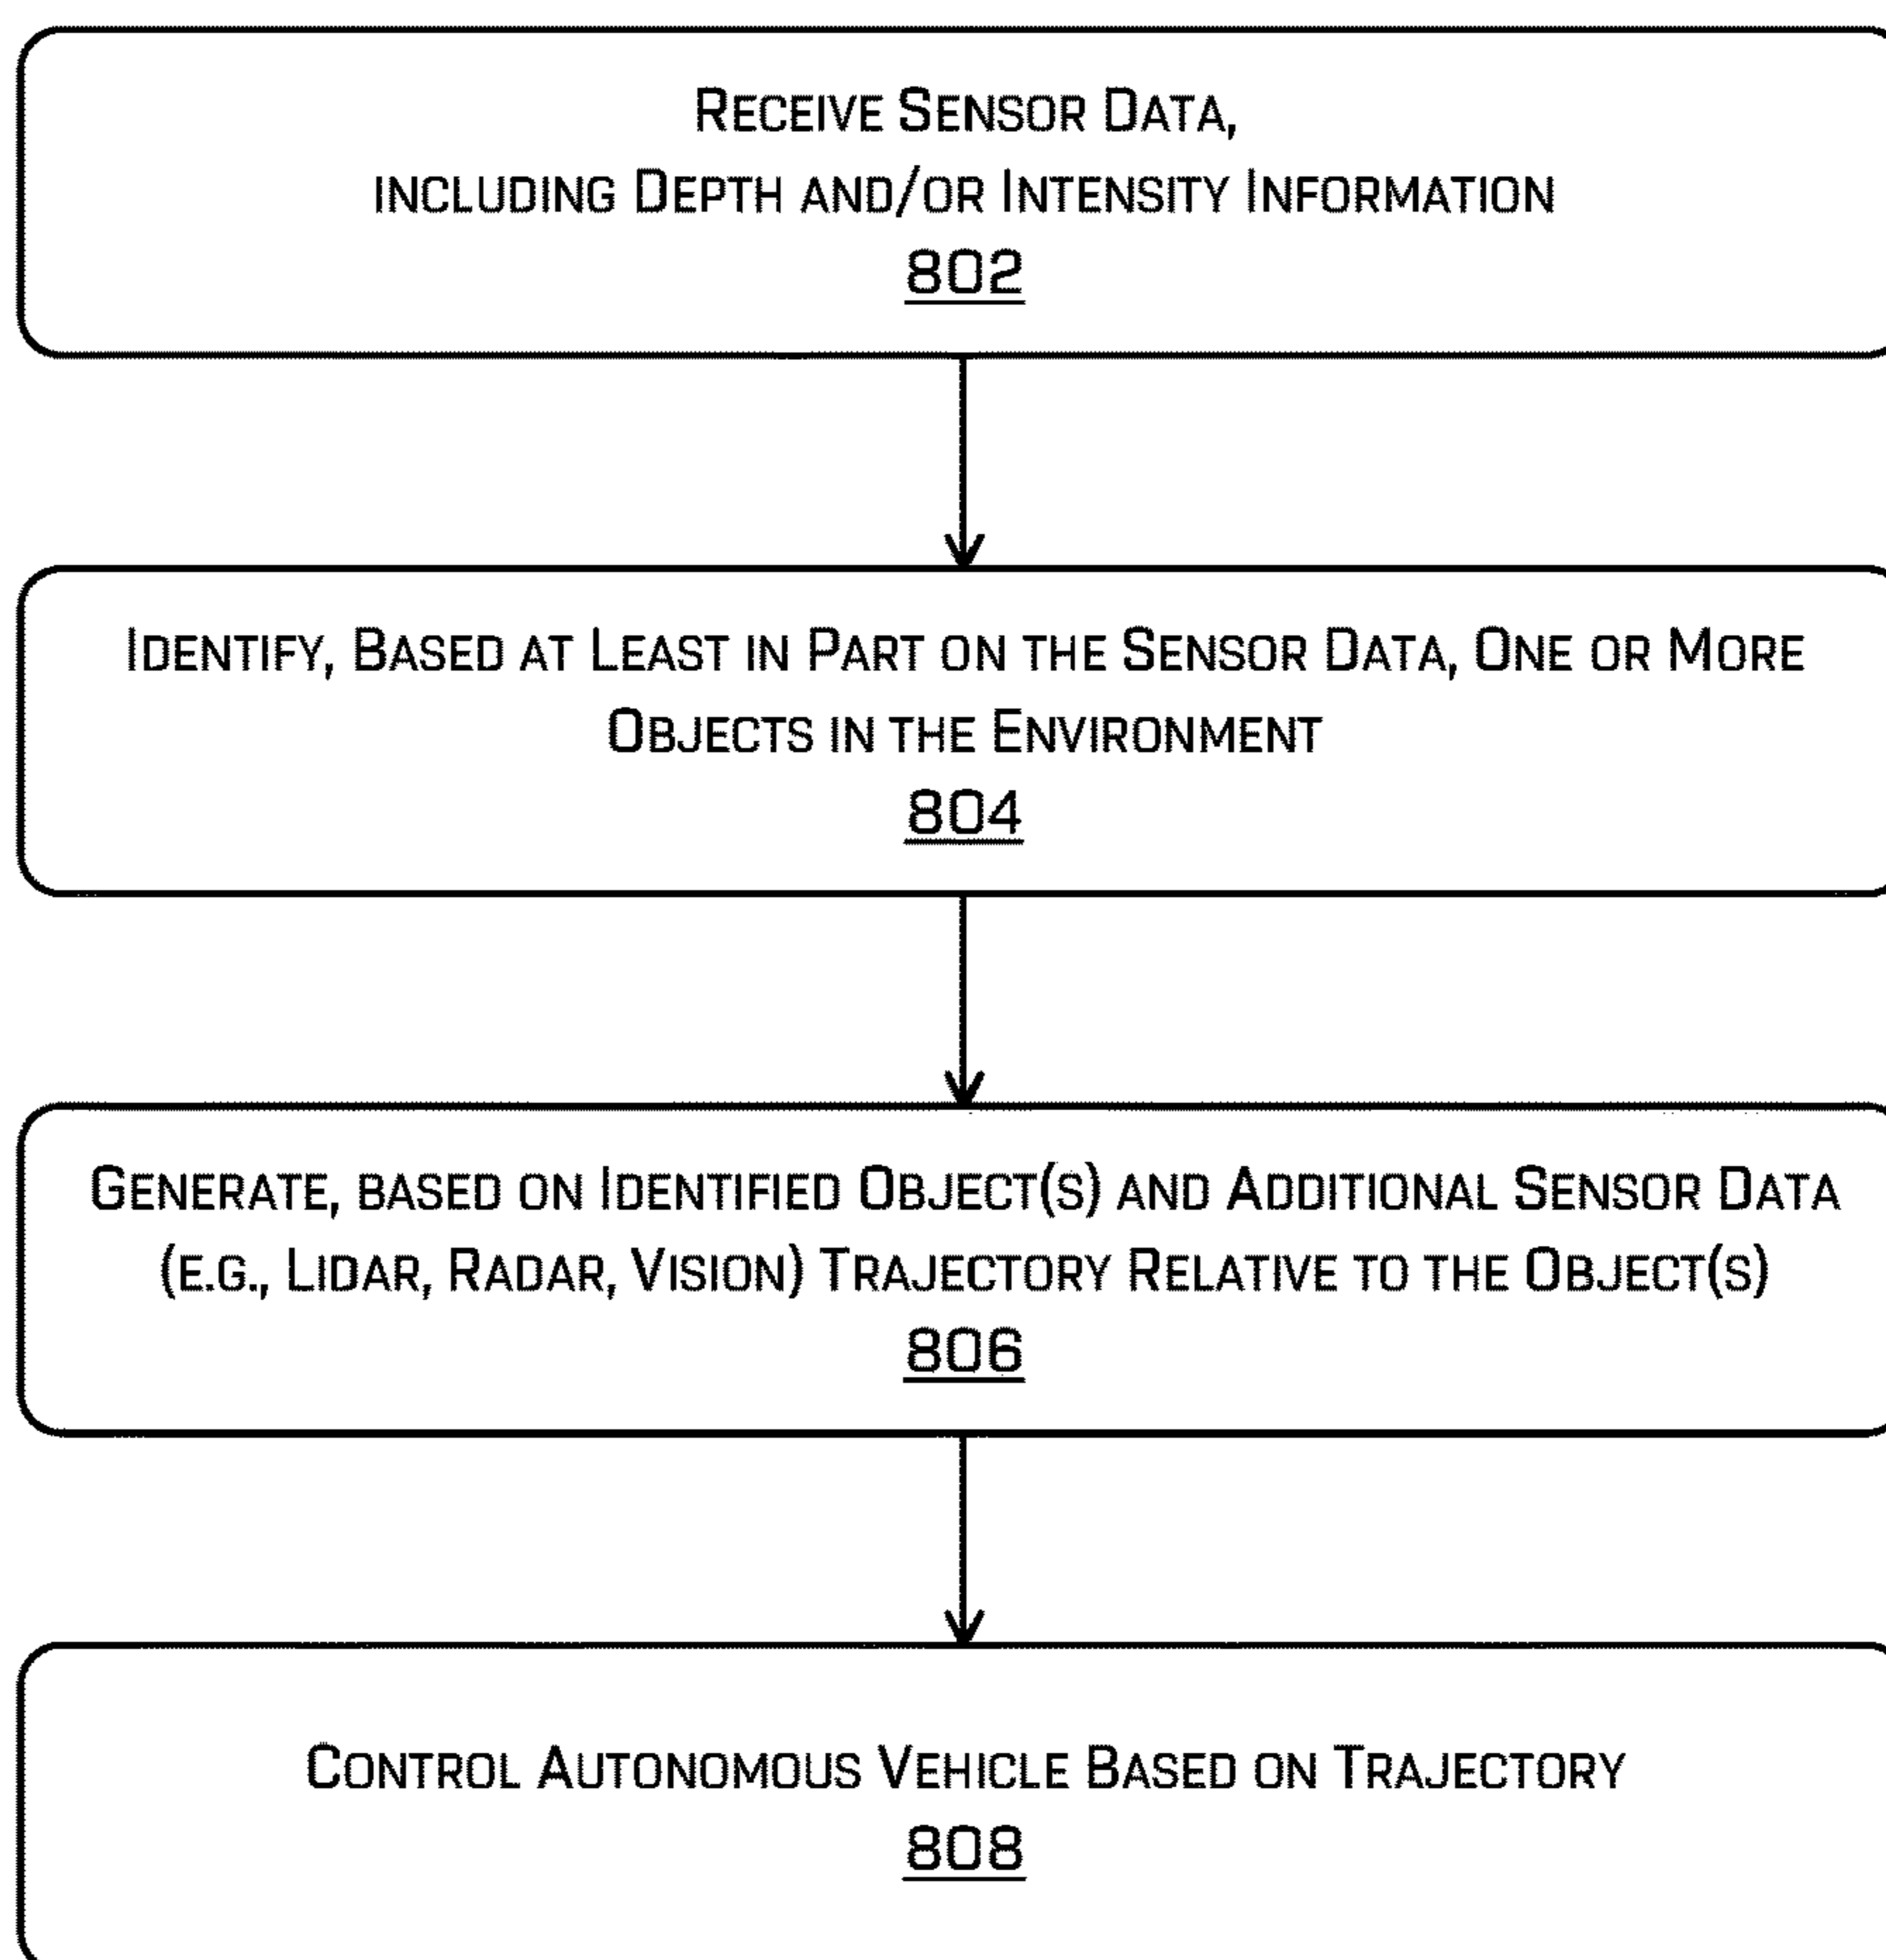 RECEIVE SENSOR DATA,
INCLUDING DEPTH AND/OR INTENSITY INFORMATION
802
IDENTIFY, BASED AT LEAST IN PART ON THE SENSOR DATA, ONE OR MORE
OBJECTS IN THE ENVIRONMENT
804
GENERATE, BASED ON IDENTIFIED OBJECT(S) AND ADDITIONAL SENSOR DATA
(E.G., LIDAR, RADAR, VISION) TRAJECTORY RELATIVE TO THE OBJECT(S)
806
CONTROL AUTONOMOUS VEHICLE BASED ON TRAJECTORY
808